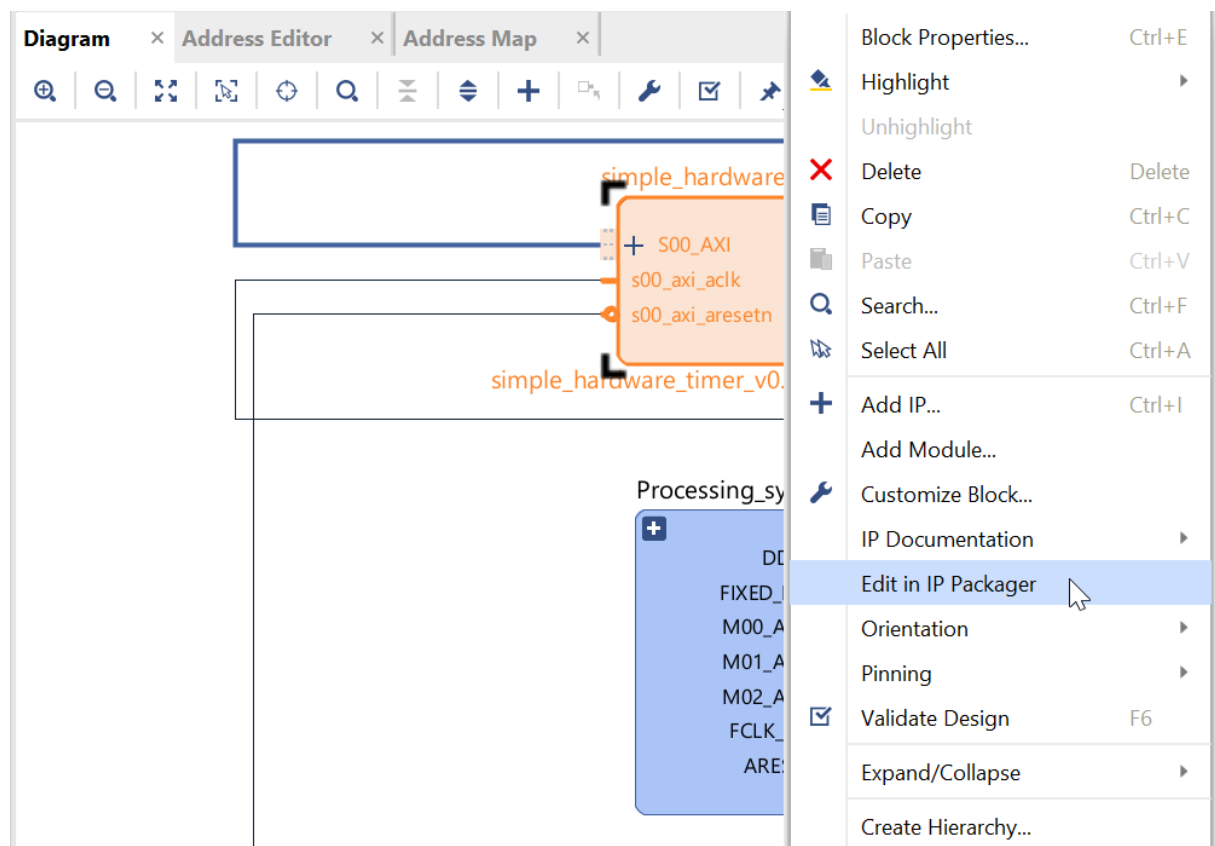 Diagram × Address Editor × Address Map ×
simple_hardware
S00_AXI
s00_axi_aclk
s00_axi_aresetn
simple_hardware_timer_v0.
Processing_sy
DD
FIXED_
M00_A
M01_A
M02_A
FCLK_
ARE
Block Properties... Ctrl+E
Highlight
Unhighlight
Delete Delete
Copy Ctrl+C
Paste Ctrl+V
Search... Ctrl+F
Select All Ctrl+A
Add IP... Ctrl+I
Add Module...
Customize Block...
IP Documentation
Edit in IP Packager
Orientation
Pinning
Validate Design F6
Expand/Collapse
Create Hierarchy...